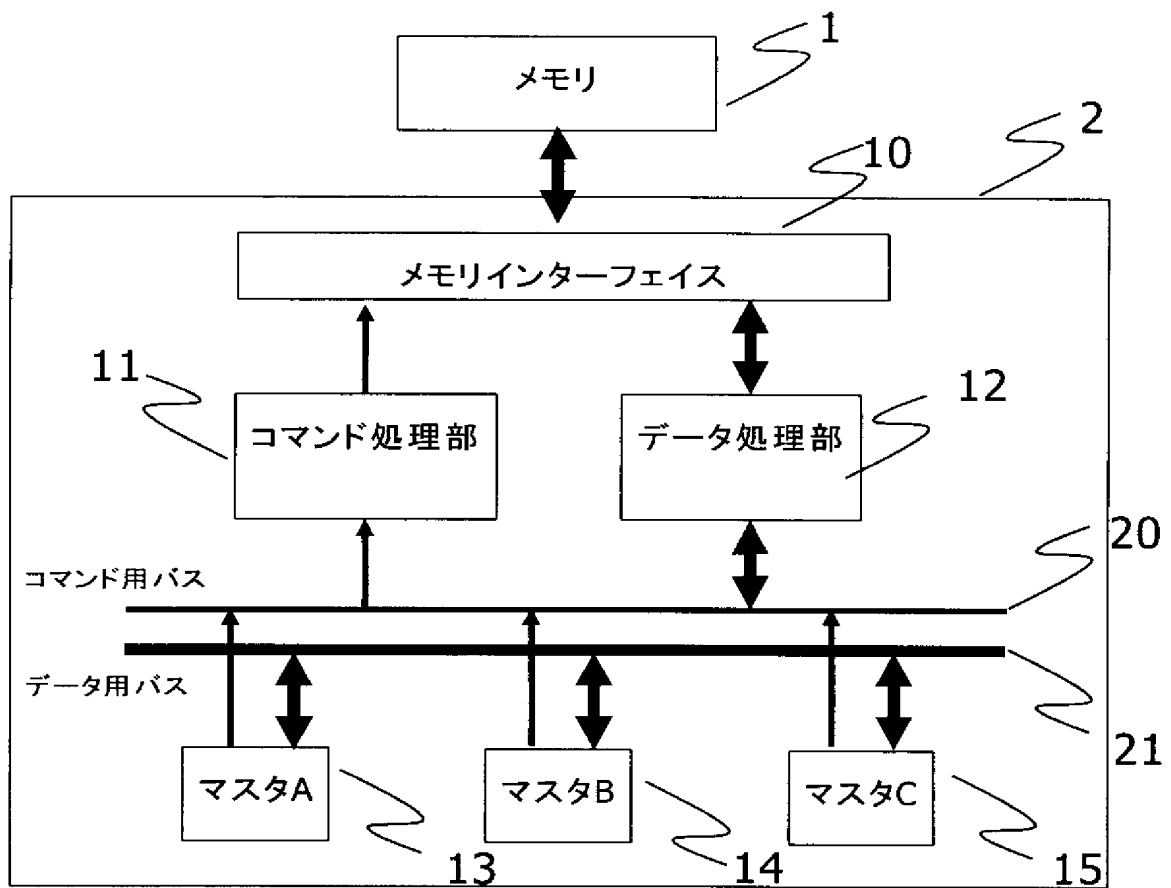 1
メモリ
2
10
メモリインターフェイス
11
12
コマンド処理部
データ処理部
20
コマンド用バス
データ用バス
21
マスタA
マスタB
マスタC
13
14
15